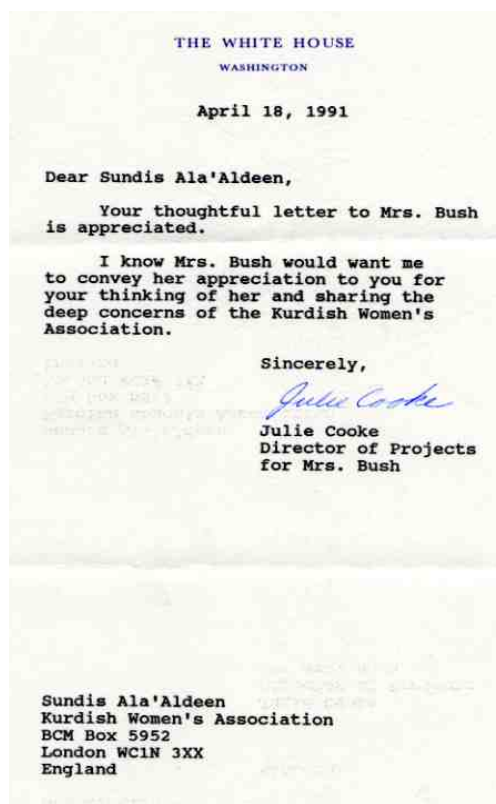 THE WHITE HOUSE
WASHINGTON
April 18, 1991
Dear Sundis Ala'Aldeen,
Your thoughtful letter to Mrs. Bush
is appreciated.
I know Mrs. Bush would want me
to convey her appreciation to you for
your thinking of her and sharing the
deep concerns of the Kurdish Women's
Association.
Sincerely,
Julie Cooke
Julie Cooke
Director of Projects
for Mrs. Bush
Sundis Ala'Aldeen
Kurdish Women's Association
BCM Box 5952
London WC1N 3XX
England